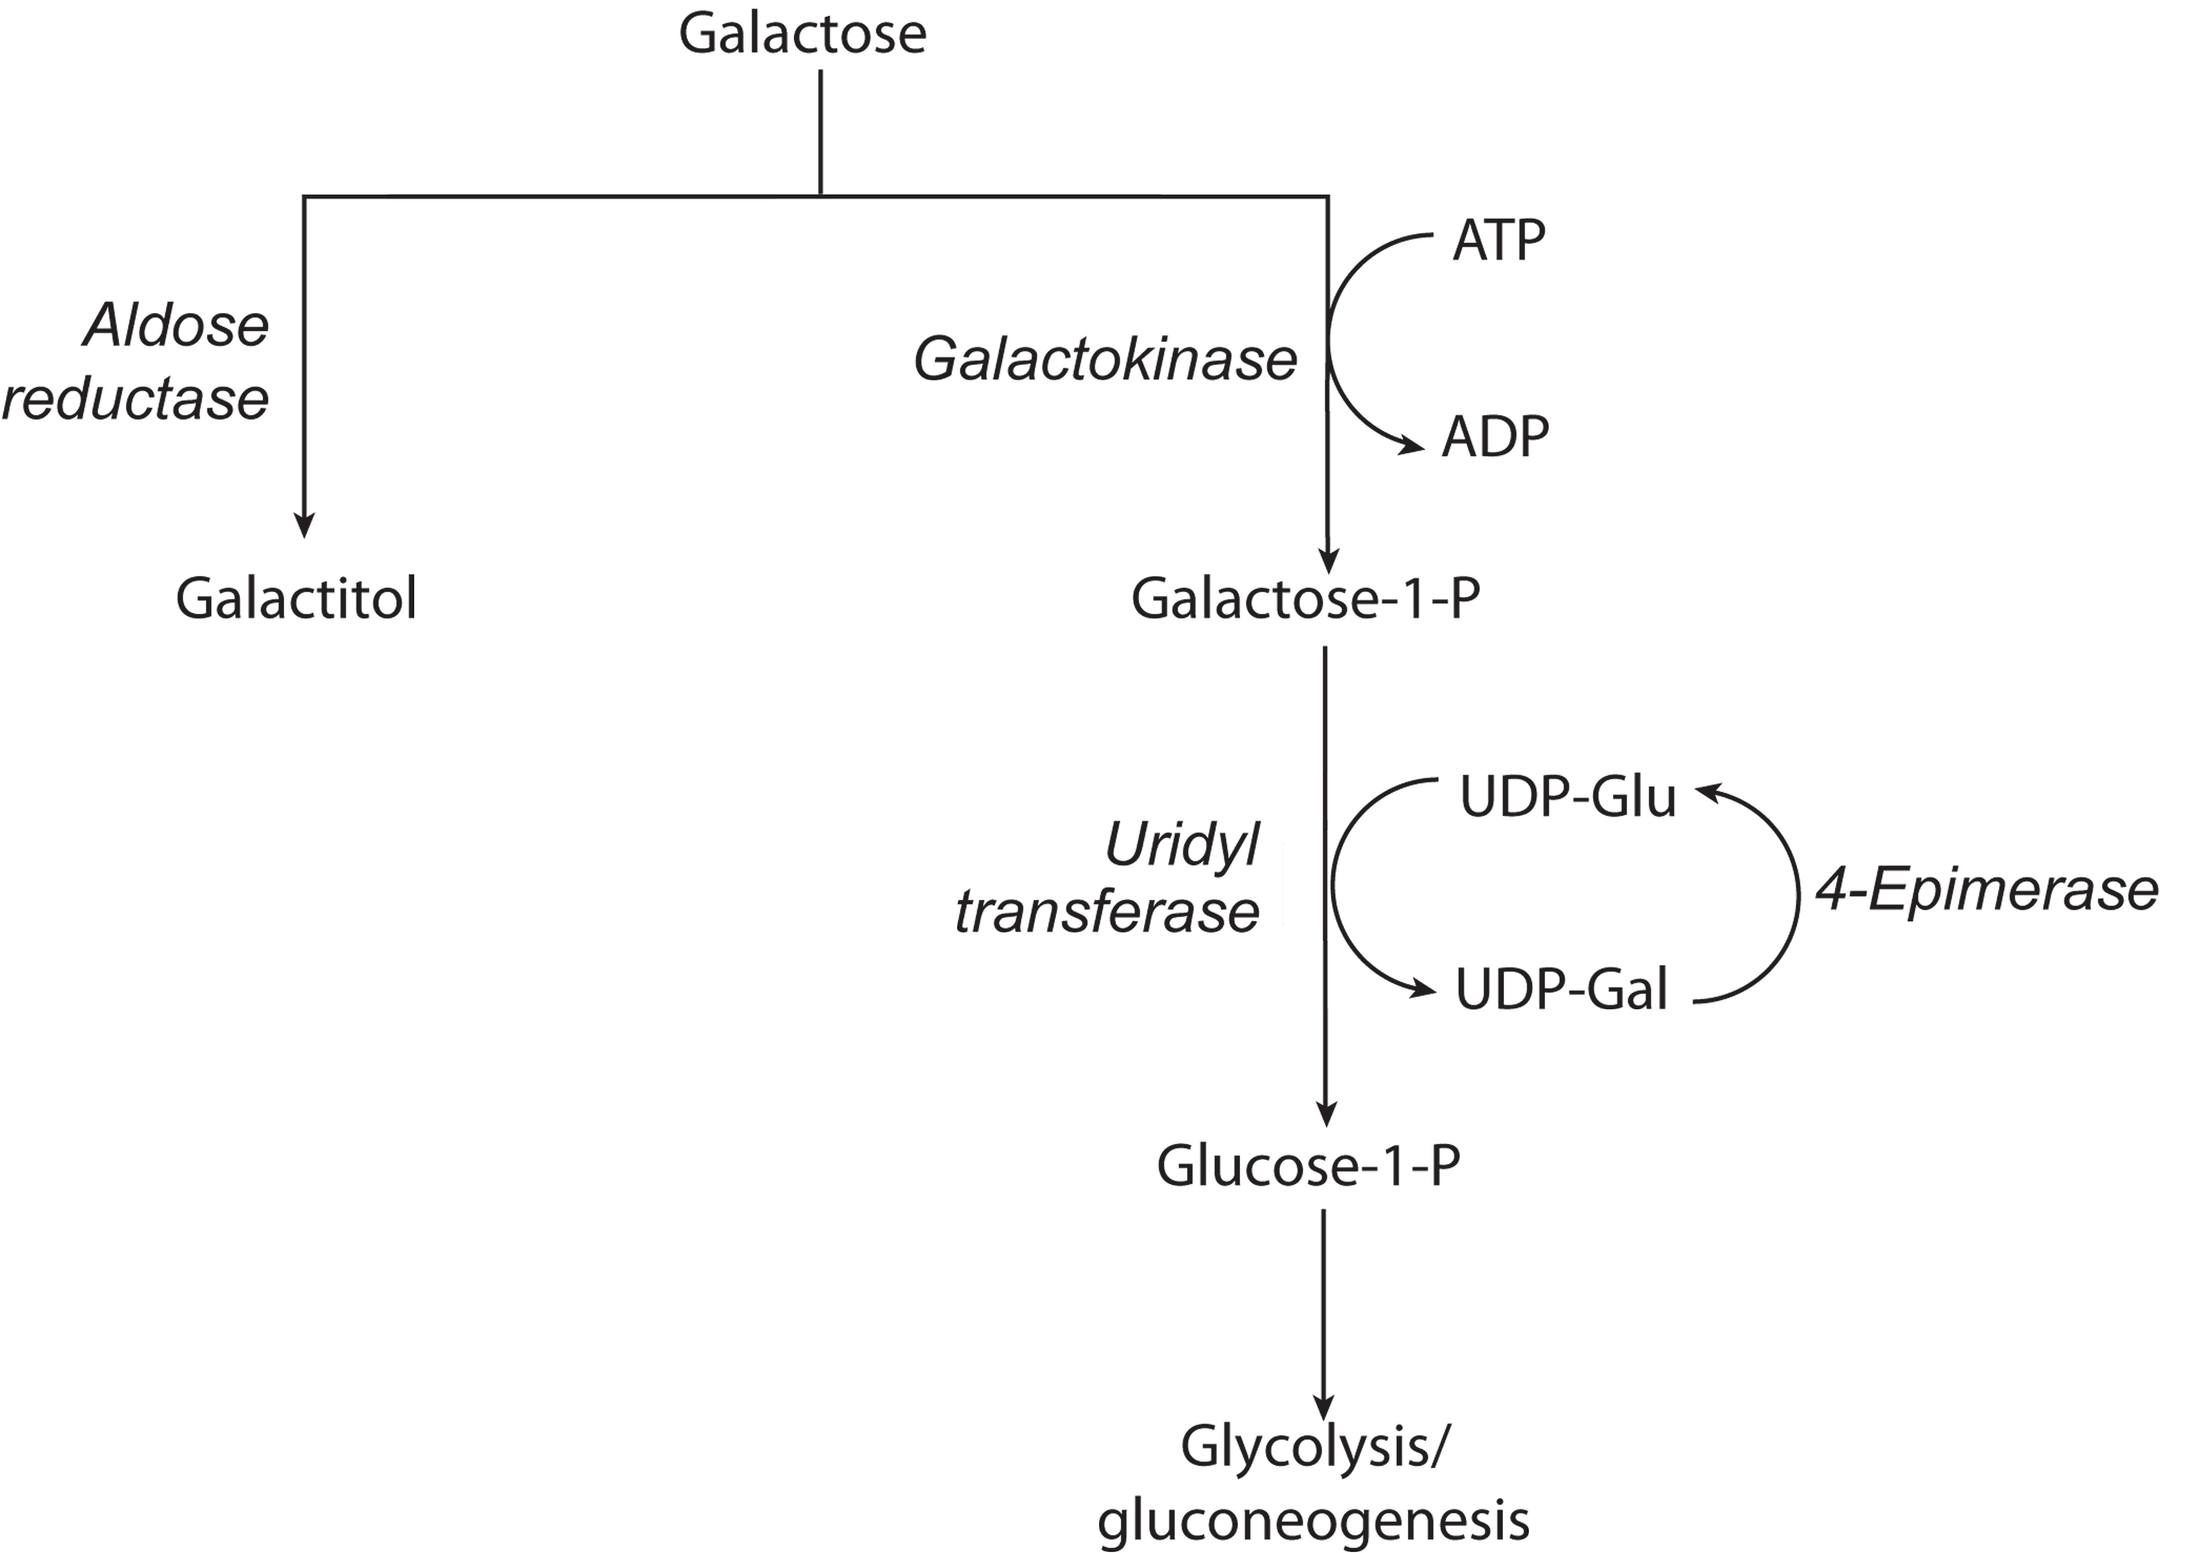 Galactose
ATP
Aldose
reductase
Galactokinase
ADP
Galactitol
Galactose-1-P
UDP-Glu
Uridyl
transferase
4-Epimerase
UDP-Gal
Glucose-1-P
Glycolysis/
gluconeogenesis